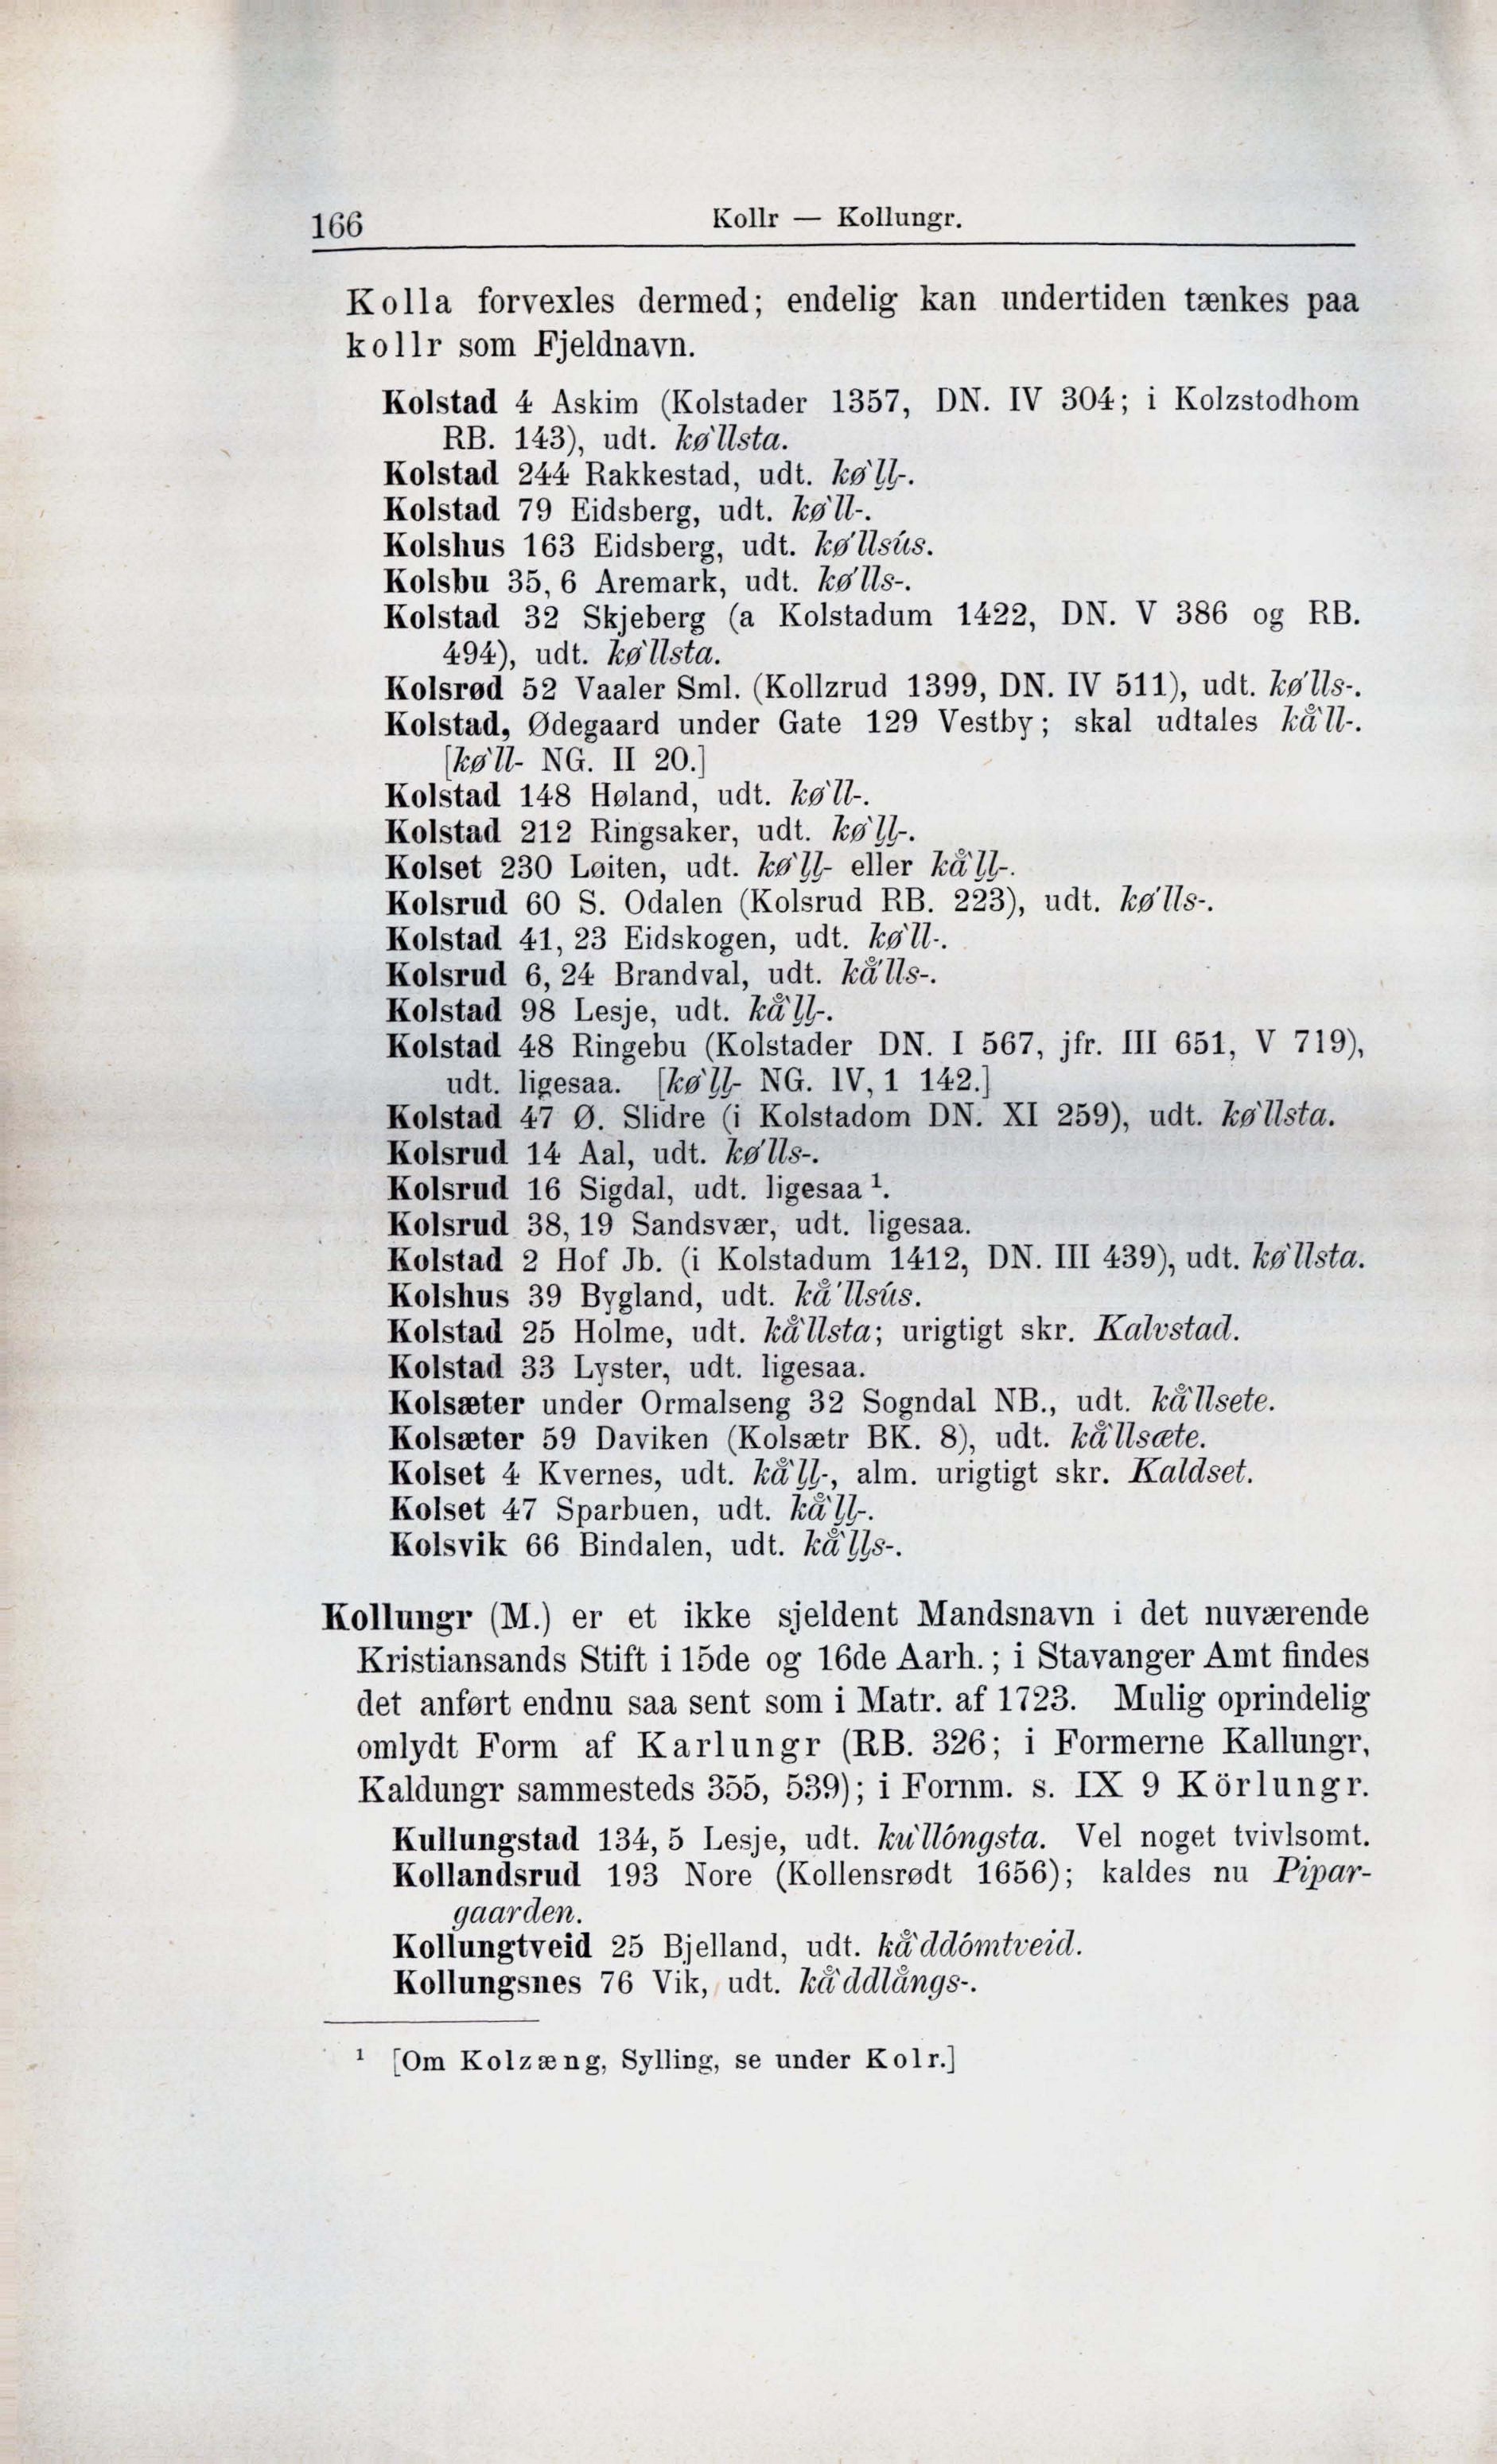 166
Kollr — Kollungr.
Kolla forvexles dermed; endelig kan undertiden tænkes paa
kollr som Fjeldnavn.
Kolstad 4 Askim (Kolstader 1357, DN. IV 304; i Kolzstodhom
RB. 143), udt. kø`llsta.
Kolstad 244 Rakkestad, udt. kø`l̦l̦-.
Kolstad 79 Eidsberg, udt. kø`ll-.
Kolshus 163 Eidsberg, udt. kø´llsús.
Kolsbu 35, 6 Aremark, udt. kø´lls-.
Kolstad 32 Skjeberg (a Kolstadum 1422, DN. V 386 og RB.
494), udt. kø`llsta.
Kolsrød 52 Vaaler Sml. (Kollzrud 1399, DN. IV 511), udt. kø´lls-.
Kolstad, Ødegaard under Gate 129 Vestby; skal udtales kå`ll-.
[kø`ll- NG. II 20.]
Kolstad 148 Høland, udt. kø`ll-.
Kolstad 212 Ringsaker, udt. kø`l̦l̦-.
Kolset 230 Løiten, udt. kø`l̦l̦- eller kå`l̦l̦-.
Kolsrud 60 S. Odalen (Kolsrud RB. 223), udt. kø´lls-.
Kolstad 41, 23 Eidskogen, udt. kø`ll-.
Kolsrud 6, 24 Brandval, udt. kå´lls-.
Kolstad 98 Lesje, udt. kå`l̦l̦-.
Kolstad 48 Ringebu (Kolstader DN. I 567, jfr. III 651, V 719),
udt. ligesaa. [kø`l̦l̦- NG. IV, 1 142.]
Kolstad 47 Ø. Slidre (i Kolstadom DN. XI 259), udt. kø`llsta.
Kolsrud 14 Aal, udt. kø´lls-.
Kolsrud 16 Sigdal, udt. ligesaa ¹.
Kolsrud 38, 19 Sandsvær, udt. ligesaa.
Kolstad 2 Hof Jb. (i Kolstadum 1412, DN. III 439), udt. kø`llsta.
Kolshus 39 Bygland, udt. kå´llsús.
Kolstad 25 Holme, udt. kå`llsta; urigtigt skr. Kalvstad.
Kolstad 33 Lyster, udt. ligesaa.
Kolsæter under Ormalseng 32 Sogndal NB., udt. kå`llsete.
Kolsæter 59 Daviken (Kolsætr BK. 8), udt. kå`llsæte.
Kolset 4 Kvernes, udt. kå`l̦l̦-, alm. urigtigt skr. Kaldset.
Kolset 47 Sparbuen, udt. kå`l̦l̦-.
Kolsvik 66 Bindalen, udt. kå`l̦l̦s-.
Kollungr (M.) er et ikke sjeldent Mandsnavn i det nuværende
Kristiansands Stift i 15de og 16de Aarh.; i Stavanger Amt findes
det anført endnu saa sent som i Matr. af 1723. Mulig oprindelig
omlydt Form af Karlungr (RB. 326; i Formerne Kallungr,
Kaldungr sammesteds 355, 539); i Fornm. s. IX 9 Körlungr.
Kullungstad 134, 5 Lesje, udt. ku`llóngsta. Vel noget tvivlsomt.
Kollandsrud 193 Nore (Kollensrødt 1656); kaldes nu Pipar-
gaarden.
Kollungtveid 25 Bjelland, udt. kå`ddómtveid.
Kollungsnes 76 Vik, udt. kå`ddlångs-.
¹ [Om Kolzæng, Sylling, se under Kolr.]